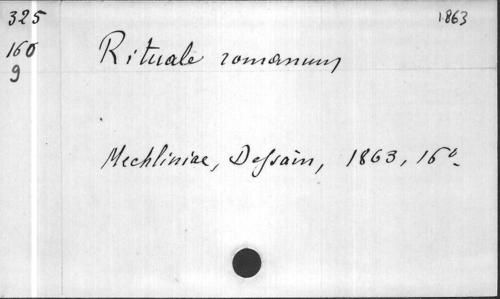 325
160
9
1863
Rituale romanum
Mechliniae, Dessain, 1863, 16°.